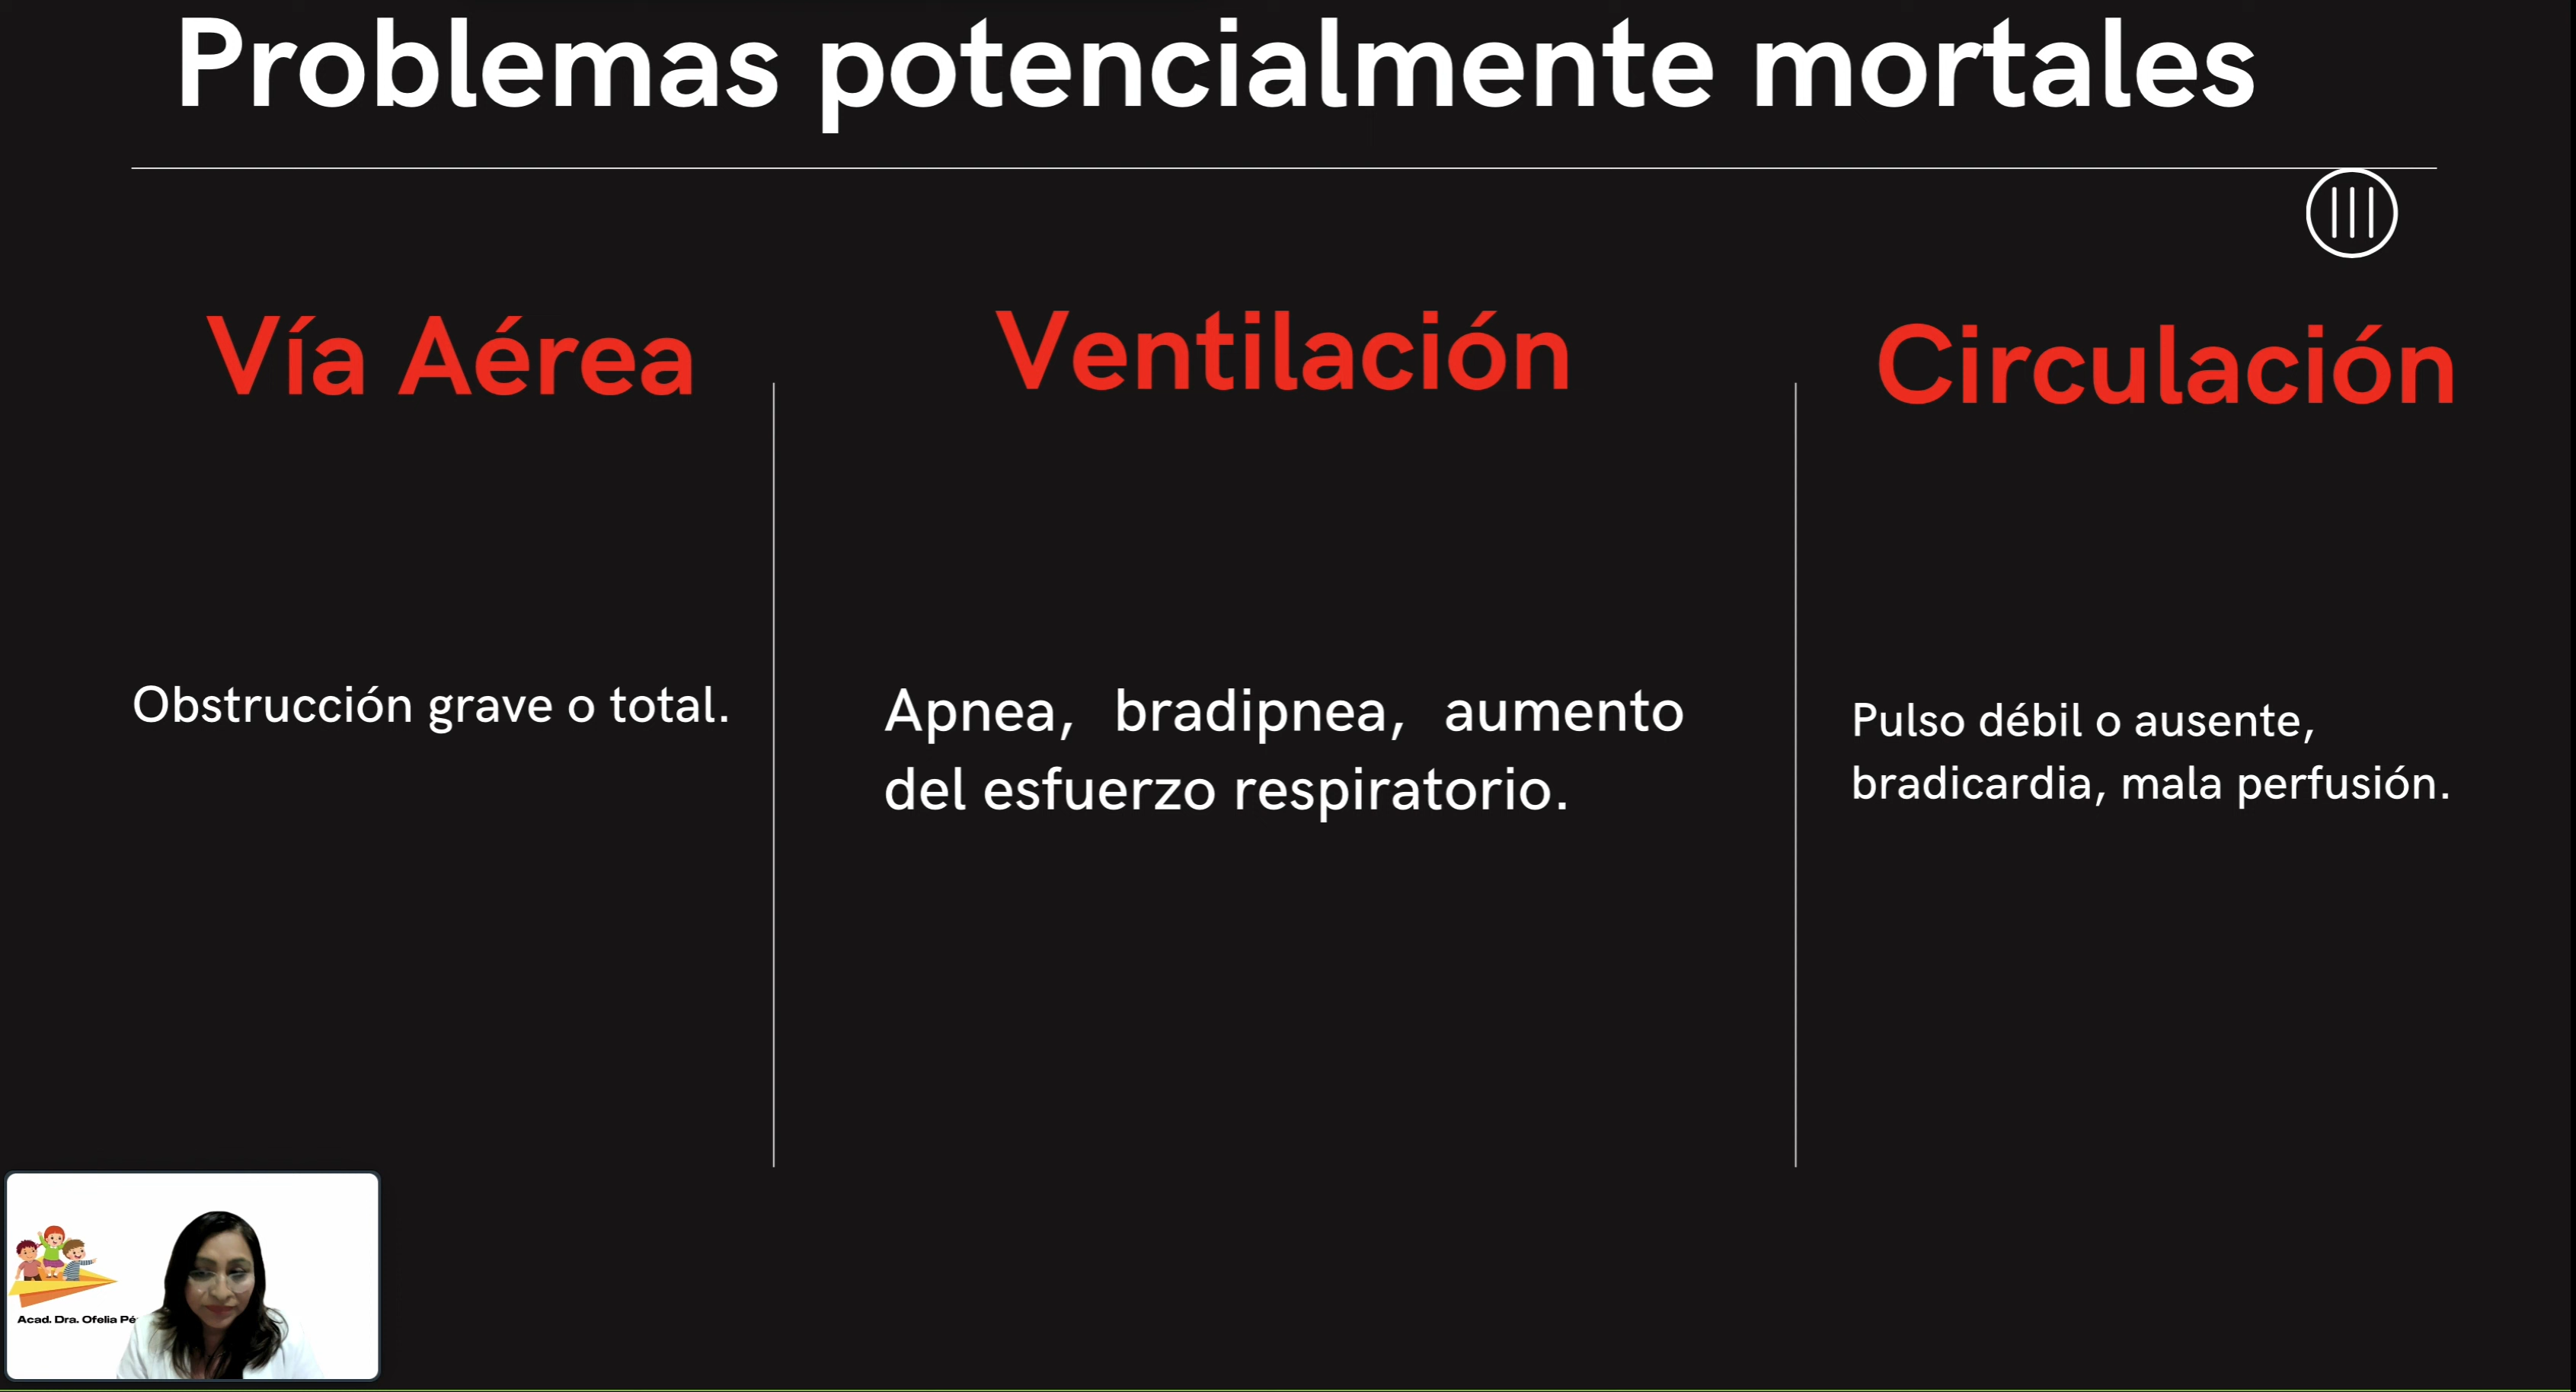 Problemas potencialmente mortales
Vía Aérea
Obstrucción grave o total.
Ventilación
Apnea, bradipnea, aumento
del esfuerzo respiratorio.
Circulación
Pulso débil o ausente,
bradicardia, mala perfusión.
Acad. Dra. Ofelia